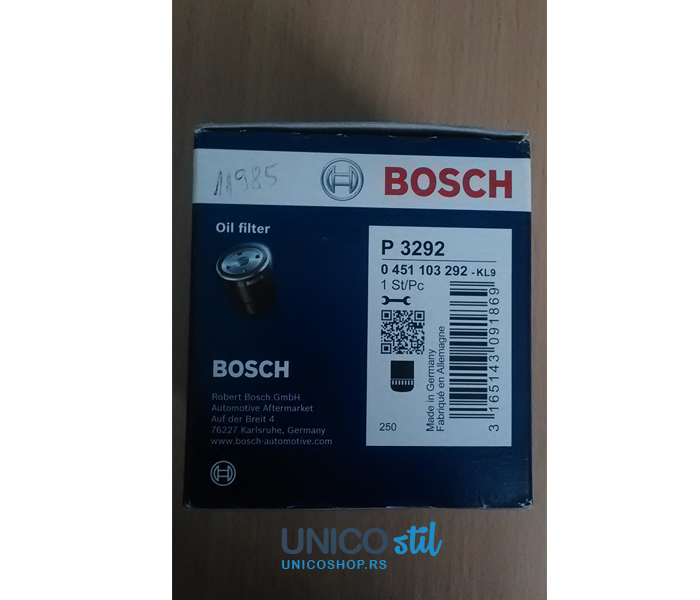 11985
BOSCH
Oil filter
BOSCH
BOSCH
Robert Bosch GmbH
Automotive Aftermarket
Auf der Breit 4
76227 Karlsruhe, Germany
www.bosch-automotive.com
P 3292
0 451 103 292 -KL9
1 St/Pc
250
Made in Germany
Fabriqué en Allemagne
3 165143 091869
UNICO stil
UNICOSHOP.RS